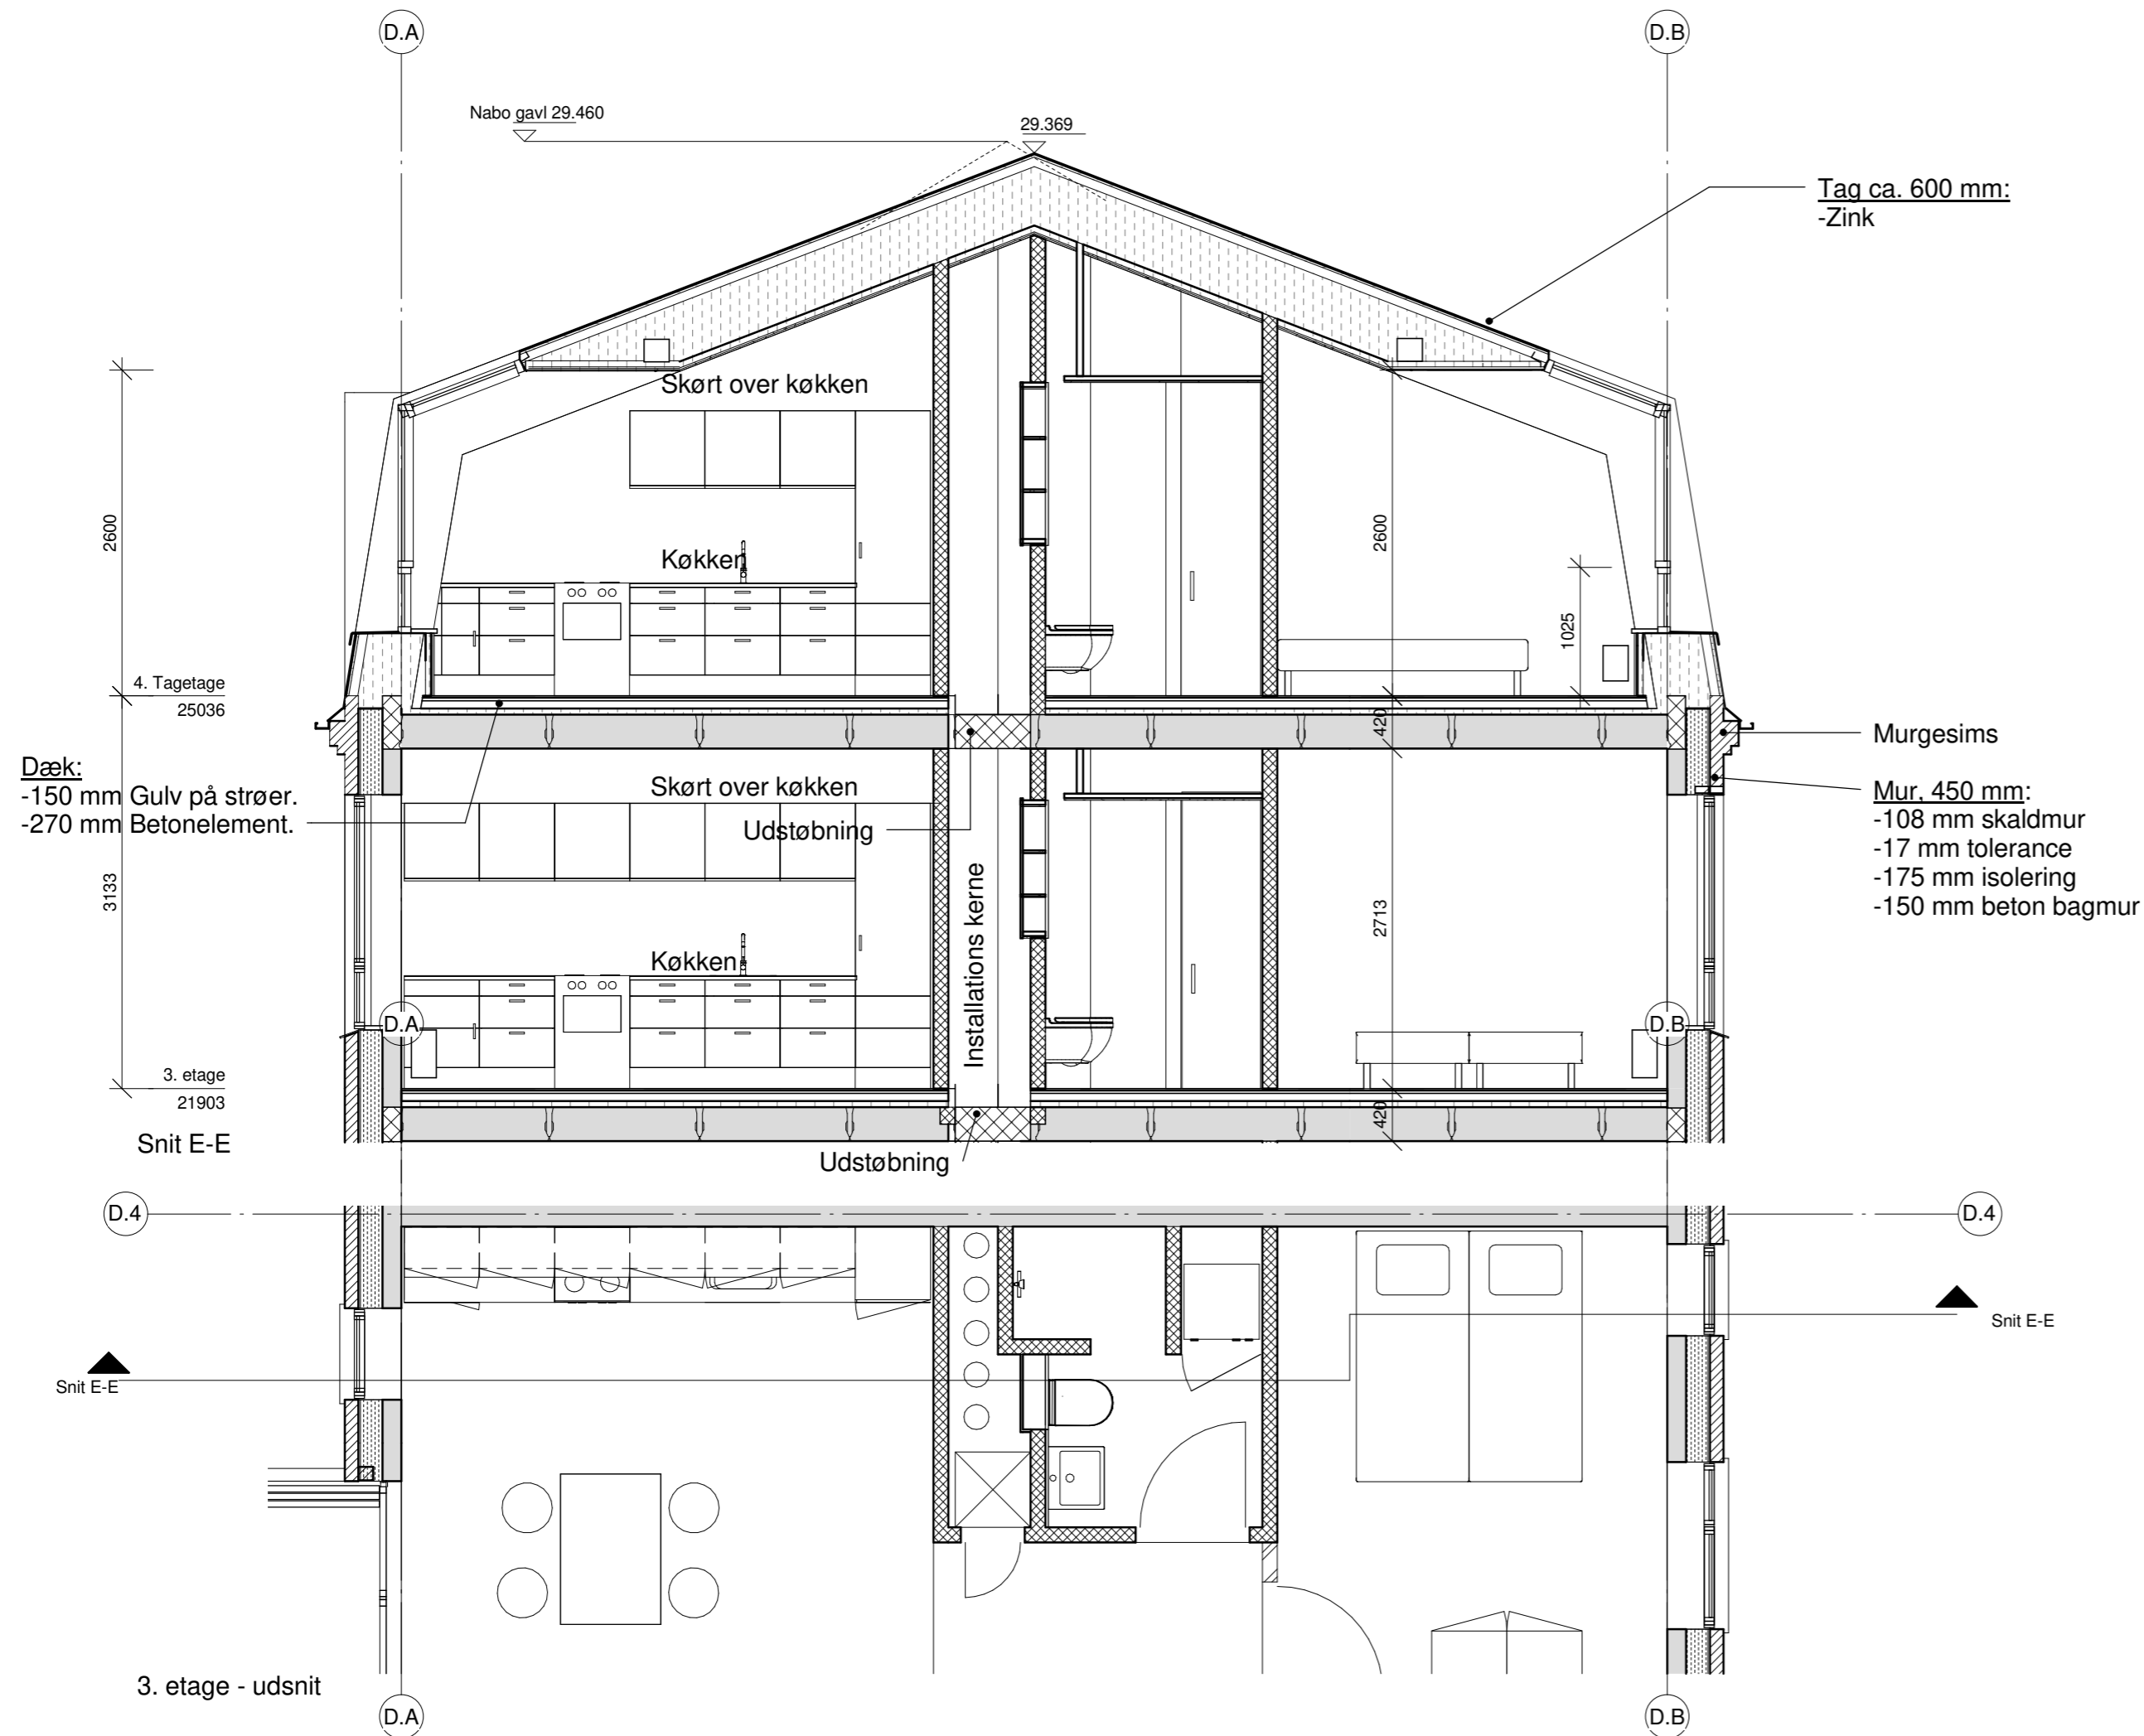 D.A
D.B
Nabo gavl 29.460
29.369
Tag ca. 600 mm:
-Zink
Skørt over køkken
2600
2600
Køkken
1025
4. Tagetage
25036
420
Murgesims
Dæk:
-150 mm Gulv på strøer.
-270 mm Betonelement.
Skørt over køkken
Udstøbning
Mur, 450 mm:
-108 mm skaldmur
-17 mm tolerance
-175 mm isolering
-150 mm beton bagmur
3133
Installations kerne
2713
Køkken
D.A
D.B
3. etage
21903
420
Snit E-E
Udstøbning
D.4
D.4
Snit E-E
Snit E-E
3. etage - udsnit
D.A
D.B